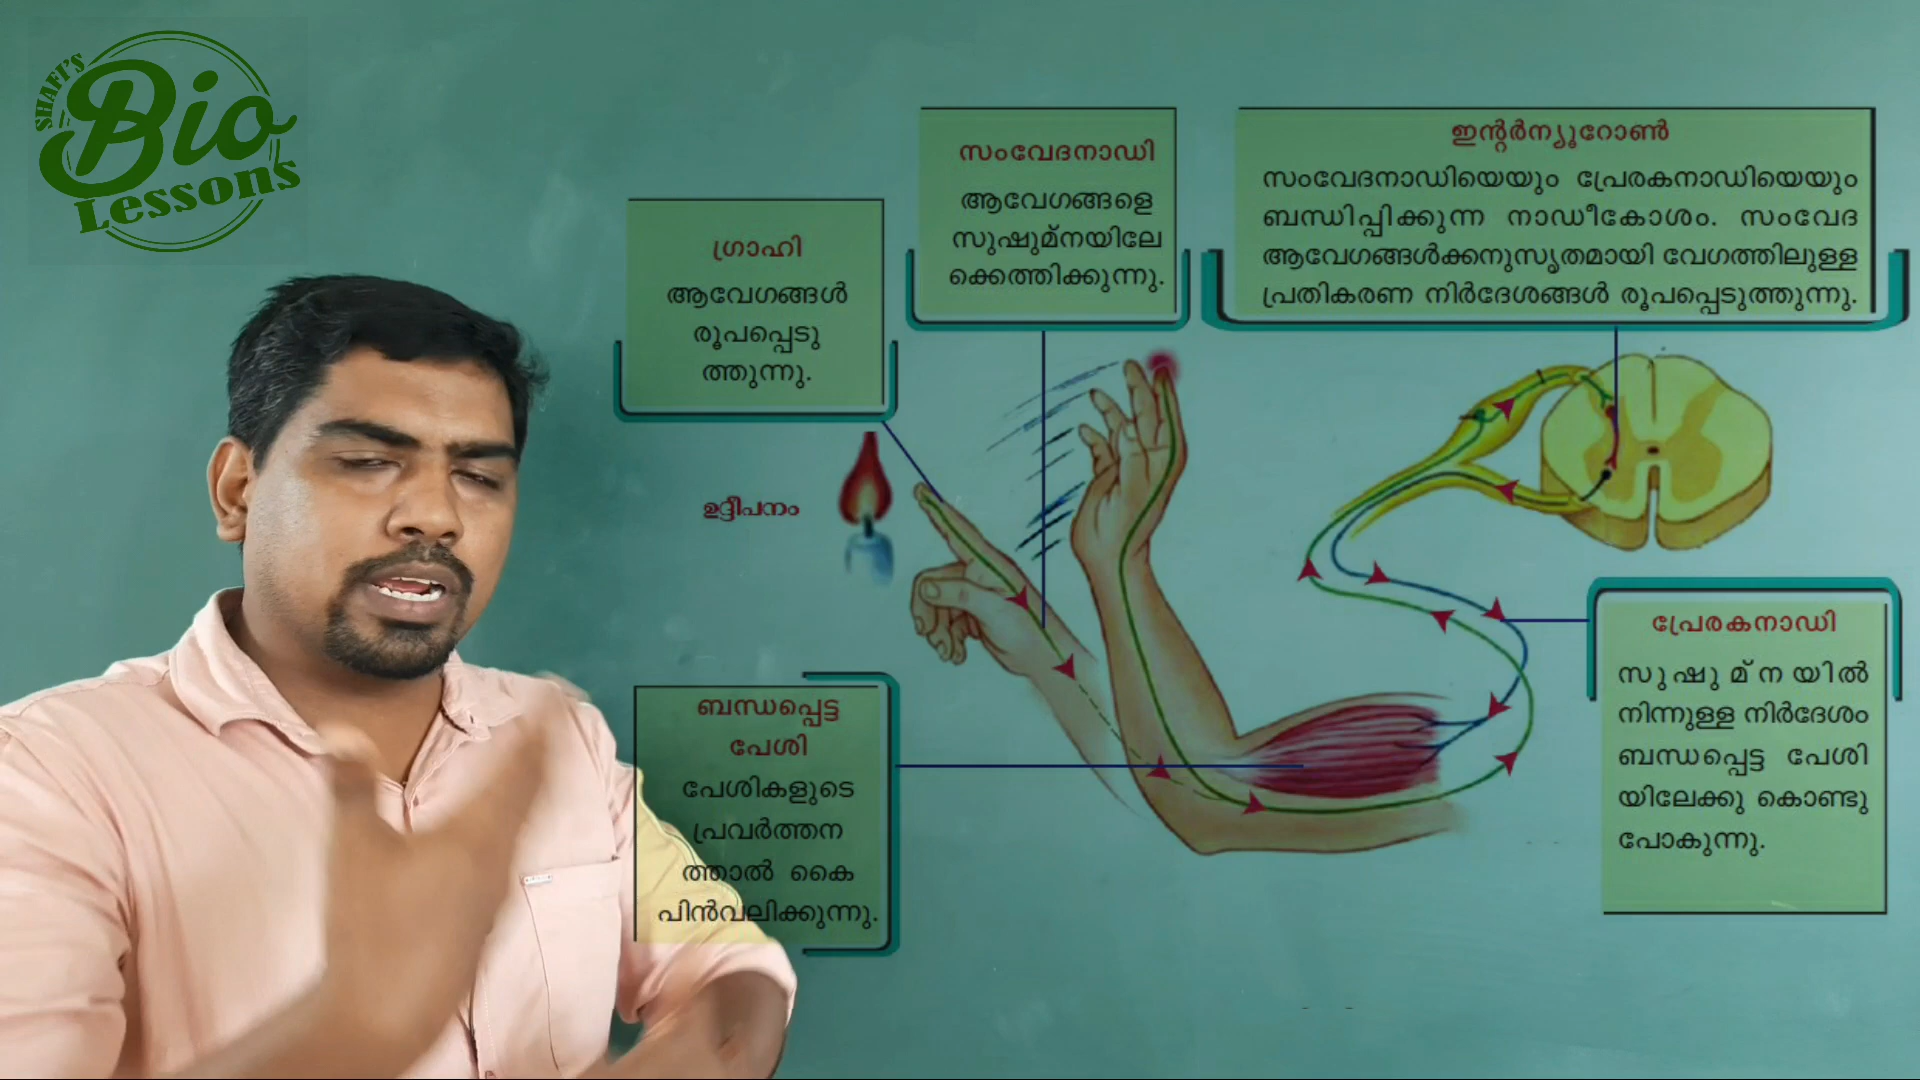 SHAFI'S
Bio
Lessons
ഗ്രാഹി
ആവേഗങ്ങൾ
രൂപപ്പെടു
ത്തുന്നു.
സംവേദനാഡി
ആവേഗങ്ങളെ
സുഷുമ്നയിലേ
ക്കെത്തിക്കുന്നു.
ഇന്റർന്യൂറോൺ
സംവേദനാഡിയെയും പ്രേരകനാഡിയെയും
ബന്ധിപ്പിക്കുന്ന നാഡീകോശം. സംവേദ
ആവേഗങ്ങൾക്കനുസൃതമായി വേഗത്തിലുള്ള
പ്രതികരണ നിർദേശങ്ങൾ രൂപപ്പെടുത്തുന്നു.
ഉദ്ദീപനം
ബന്ധപ്പെട്ട
പേശി
പേശികളുടെ
പ്രവർത്തന
ത്താൽ കൈ
പിൻവലിക്കുന്നു.
പ്രേരകനാഡി
സുഷുമ്നയിൽ
നിന്നുള്ള നിർദേശം
ബന്ധപ്പെട്ട പേശി
യിലേക്കു കൊണ്ടു
പോകുന്നു.